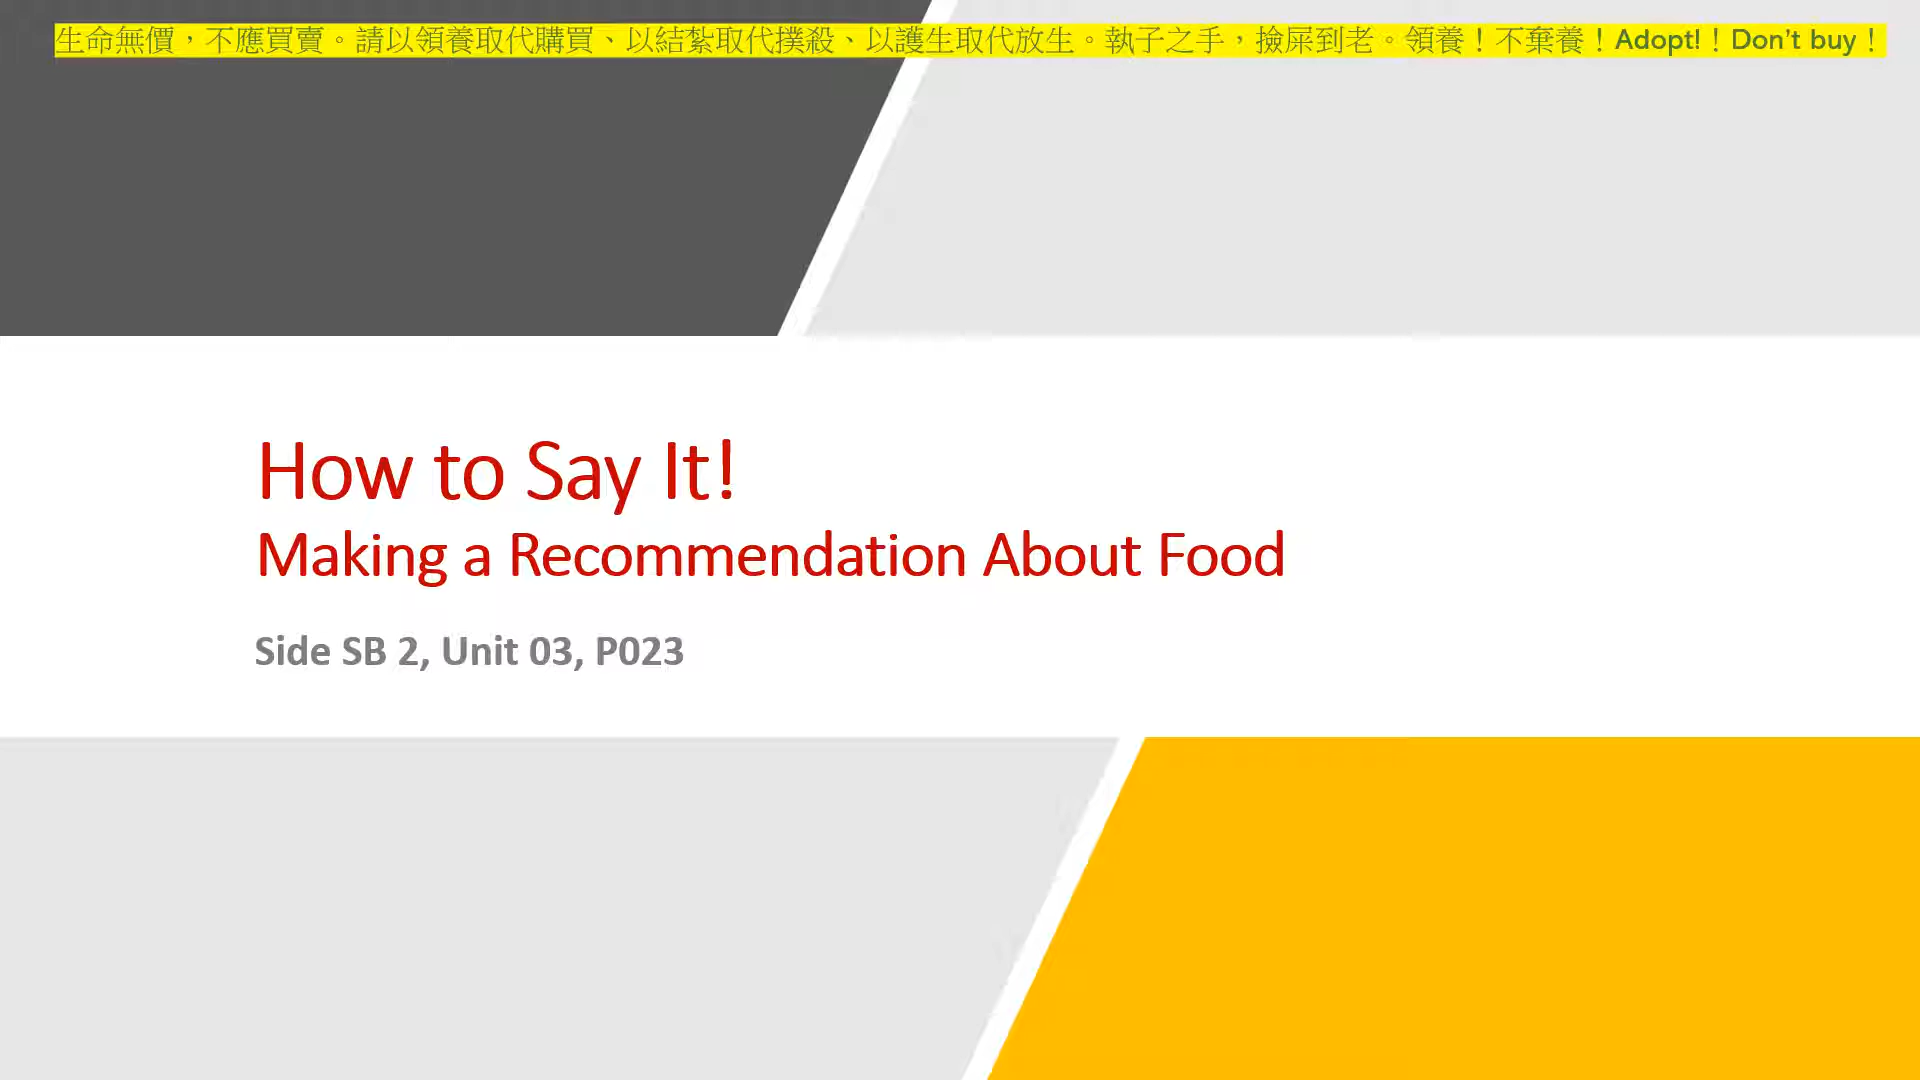 生命無價，不應買賣。請以領養取代購買、以結紮取代撲殺、以護生取代放生。執子之手，撿屎到老。領養！不棄養！Adopt!！Don’t buy！
How to Say It!
Making a Recommendation About Food
Side SB 2, Unit 03, P023